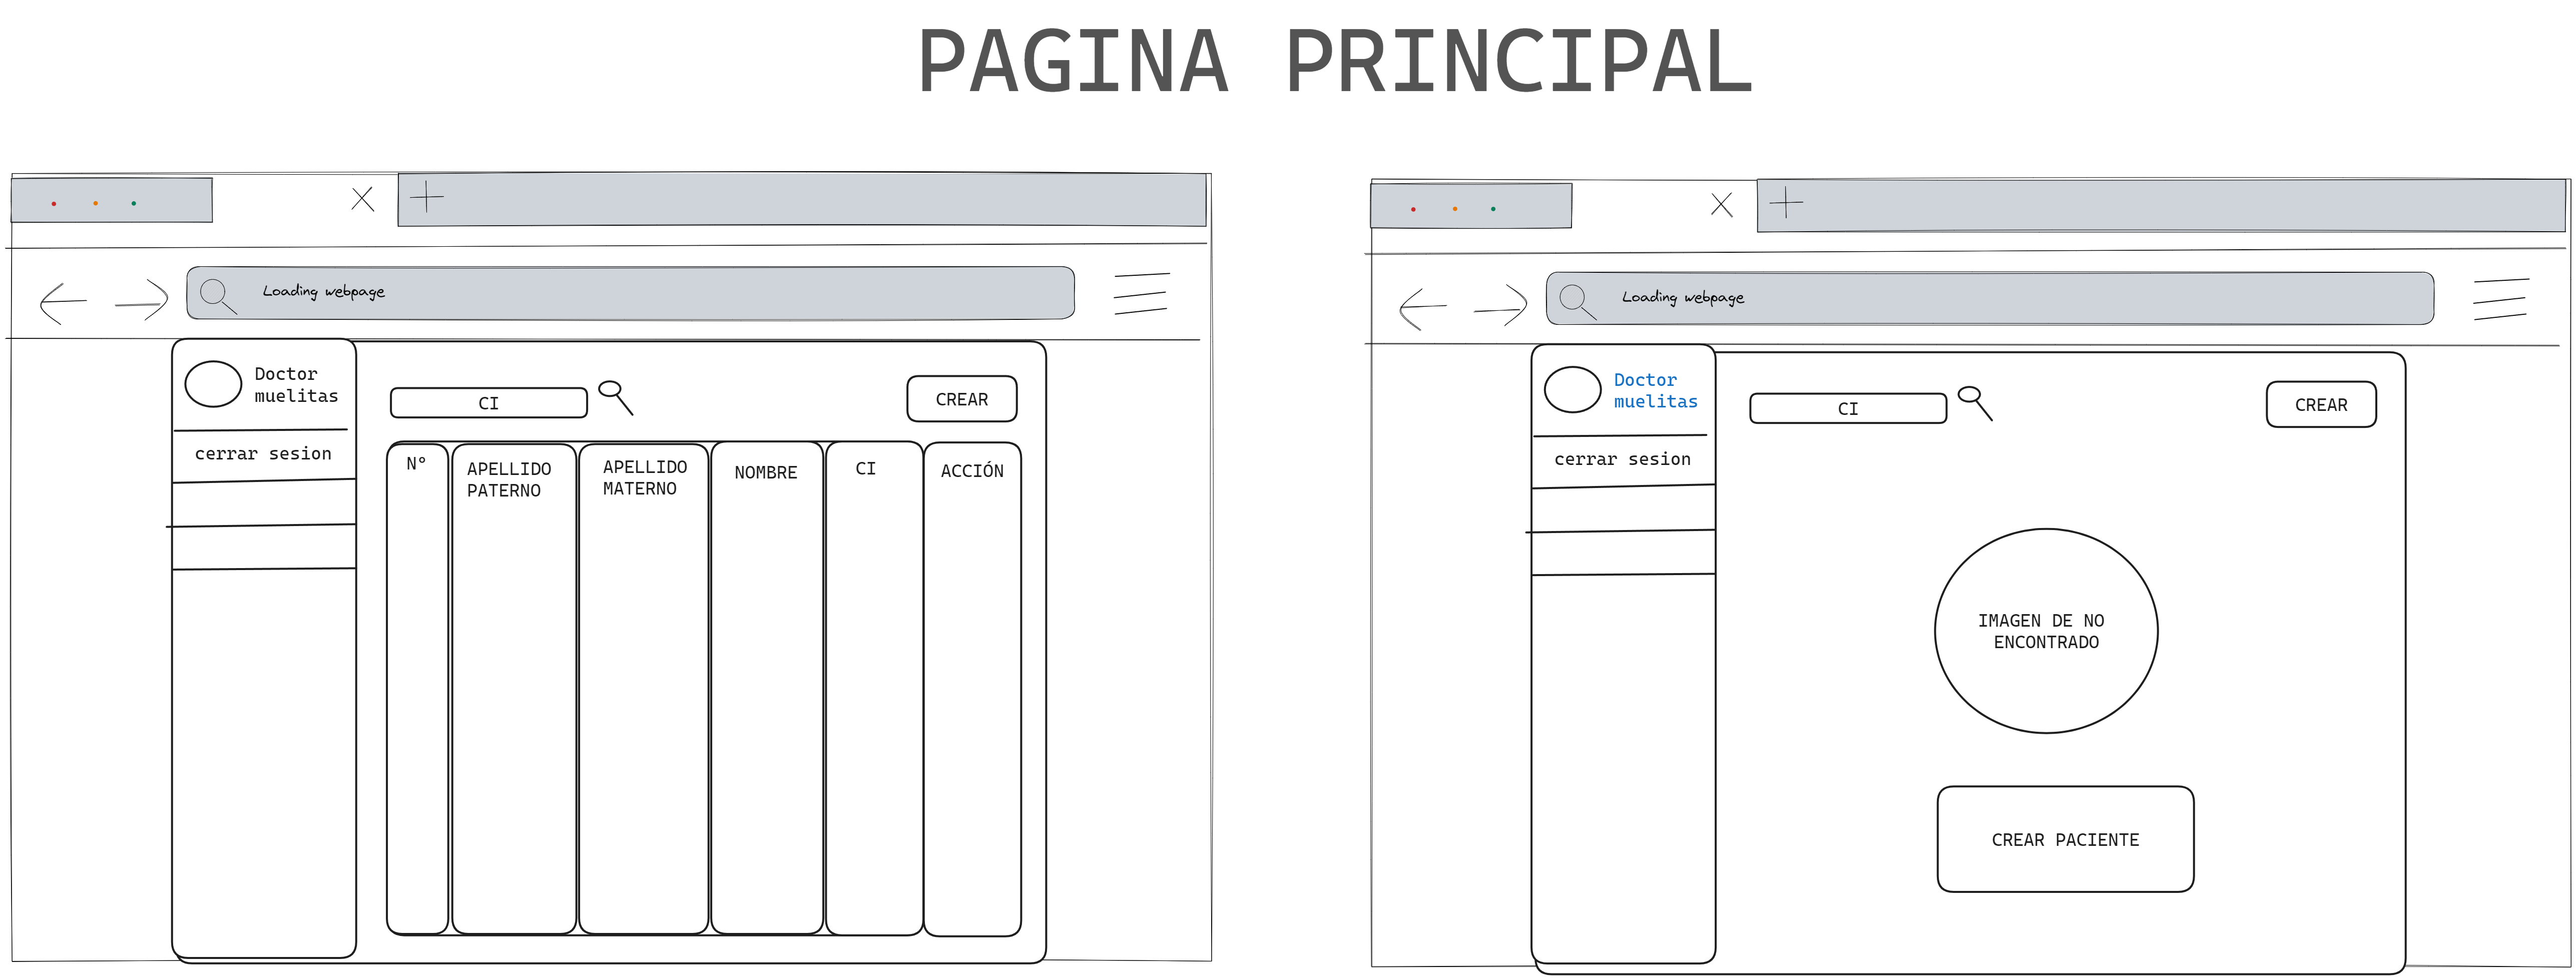 PAGINA PRINCIPAL
Loading webpage
Doctor
muelitas
cerrar sesion
CI
CREAR
N°
APELLIDO
PATERNO
APELLIDO
MATERNO
NOMBRE
CI
ACCIÓN
Loading webpage
Doctor
muelitas
cerrar sesion
CI
CREAR
IMAGEN DE NO
ENCONTRADO
CREAR PACIENTE